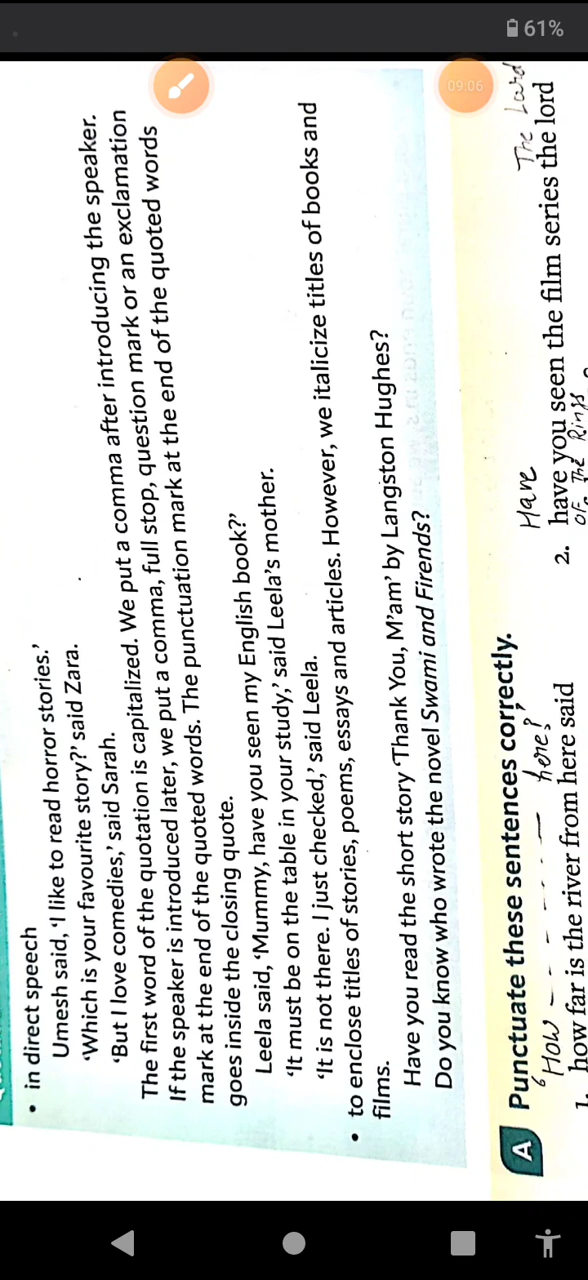 61%
09:06
• in direct speech
Umesh said, ‘I like to read horror stories.’
‘Which is your favourite story?’ said Zara.
‘But I love comedies,’ said Sarah.
The first word of the quotation is capitalized. We put a comma after introducing the speaker.
If the speaker is introduced later, we put a comma, full stop, question mark or an exclamation
mark at the end of the quoted words. The punctuation mark at the end of the quoted words
goes inside the closing quote.
Leela said, ‘Mummy, have you seen my English book?’
‘It must be on the table in your study,’ said Leela’s mother.
‘It is not there. I just checked,’ said Leela.
• to enclose titles of stories, poems, essays and articles. However, we italicize titles of books and
films.
Have you read the short story ‘Thank You, M’am’ by Langston Hughes?
Do you know who wrote the novel Swami and Firends?
A Punctuate these sentences correctly.
‘How – – – – – – here?’
1. how far is the river from here said
Have The Lord
2. have you seen the film series the lord
of The Rings